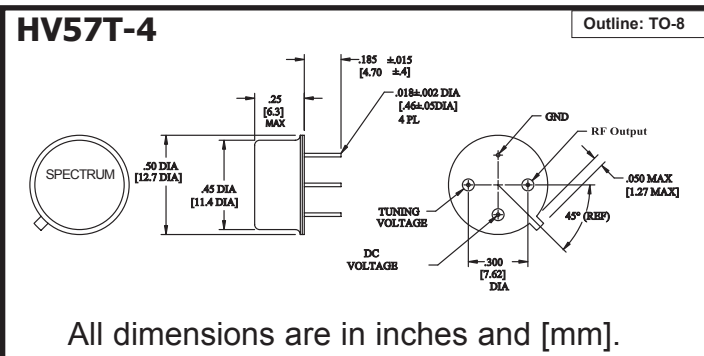 HV57T-4
Outline: TO-8
.185 ±.015
[4.70 ±.4]
.25
[6.3]
MAX
.018±.002 DIA
[.46±.05DIA]
4 PL
GND
RF Output
SPECTRUM
.50 DIA
[12.7 DIA]
.45 DIA
[11.4 DIA]
.050 MAX
[1.27 MAX]
TUNING
VOLTAGE
45° (REF)
DC
VOLTAGE
.300
[7.62]
DIA
All dimensions are in inches and [mm].